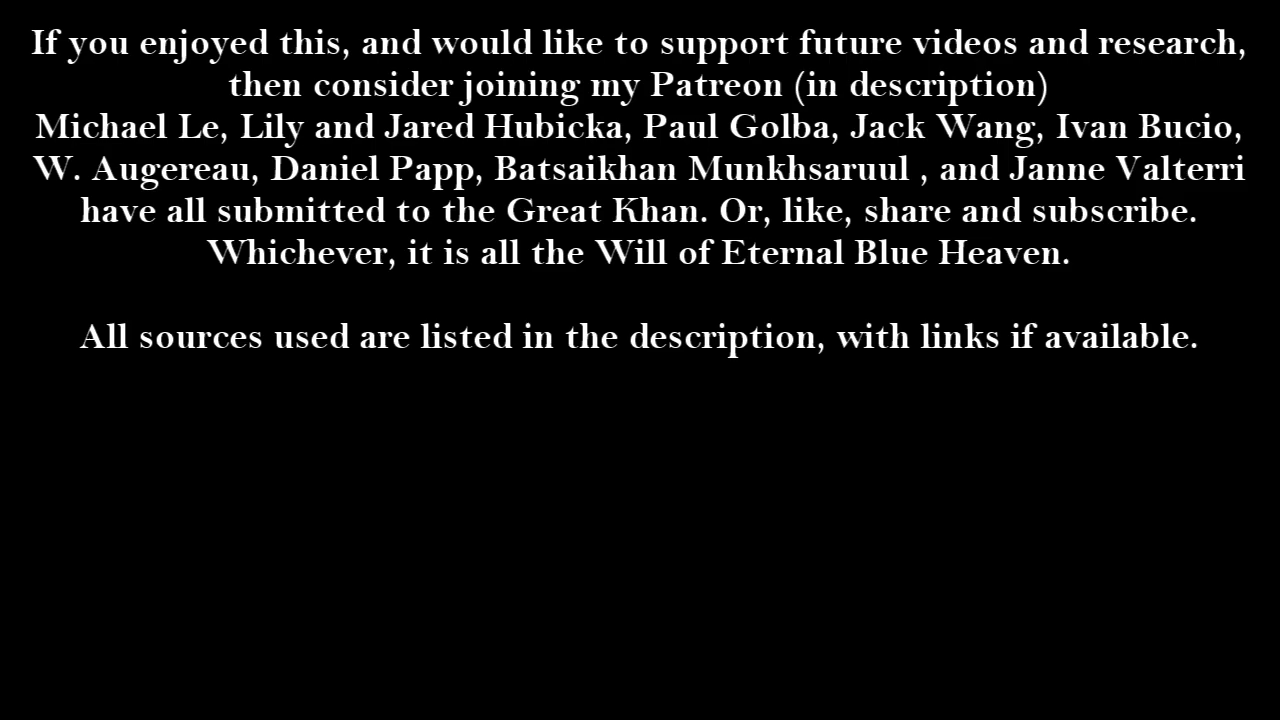 If you enjoyed this, and would like to support future videos and research,
then consider joining my Patreon (in description)
Michael Le, Lily and Jared Hubicka, Paul Golba, Jack Wang, Ivan Bucio,
W. Augereau, Daniel Papp, Batsaikhan Munkhsaruul , and Janne Valterri
have all submitted to the Great Khan. Or, like, share and subscribe.
Whichever, it is all the Will of Eternal Blue Heaven.
All sources used are listed in the description, with links if available.